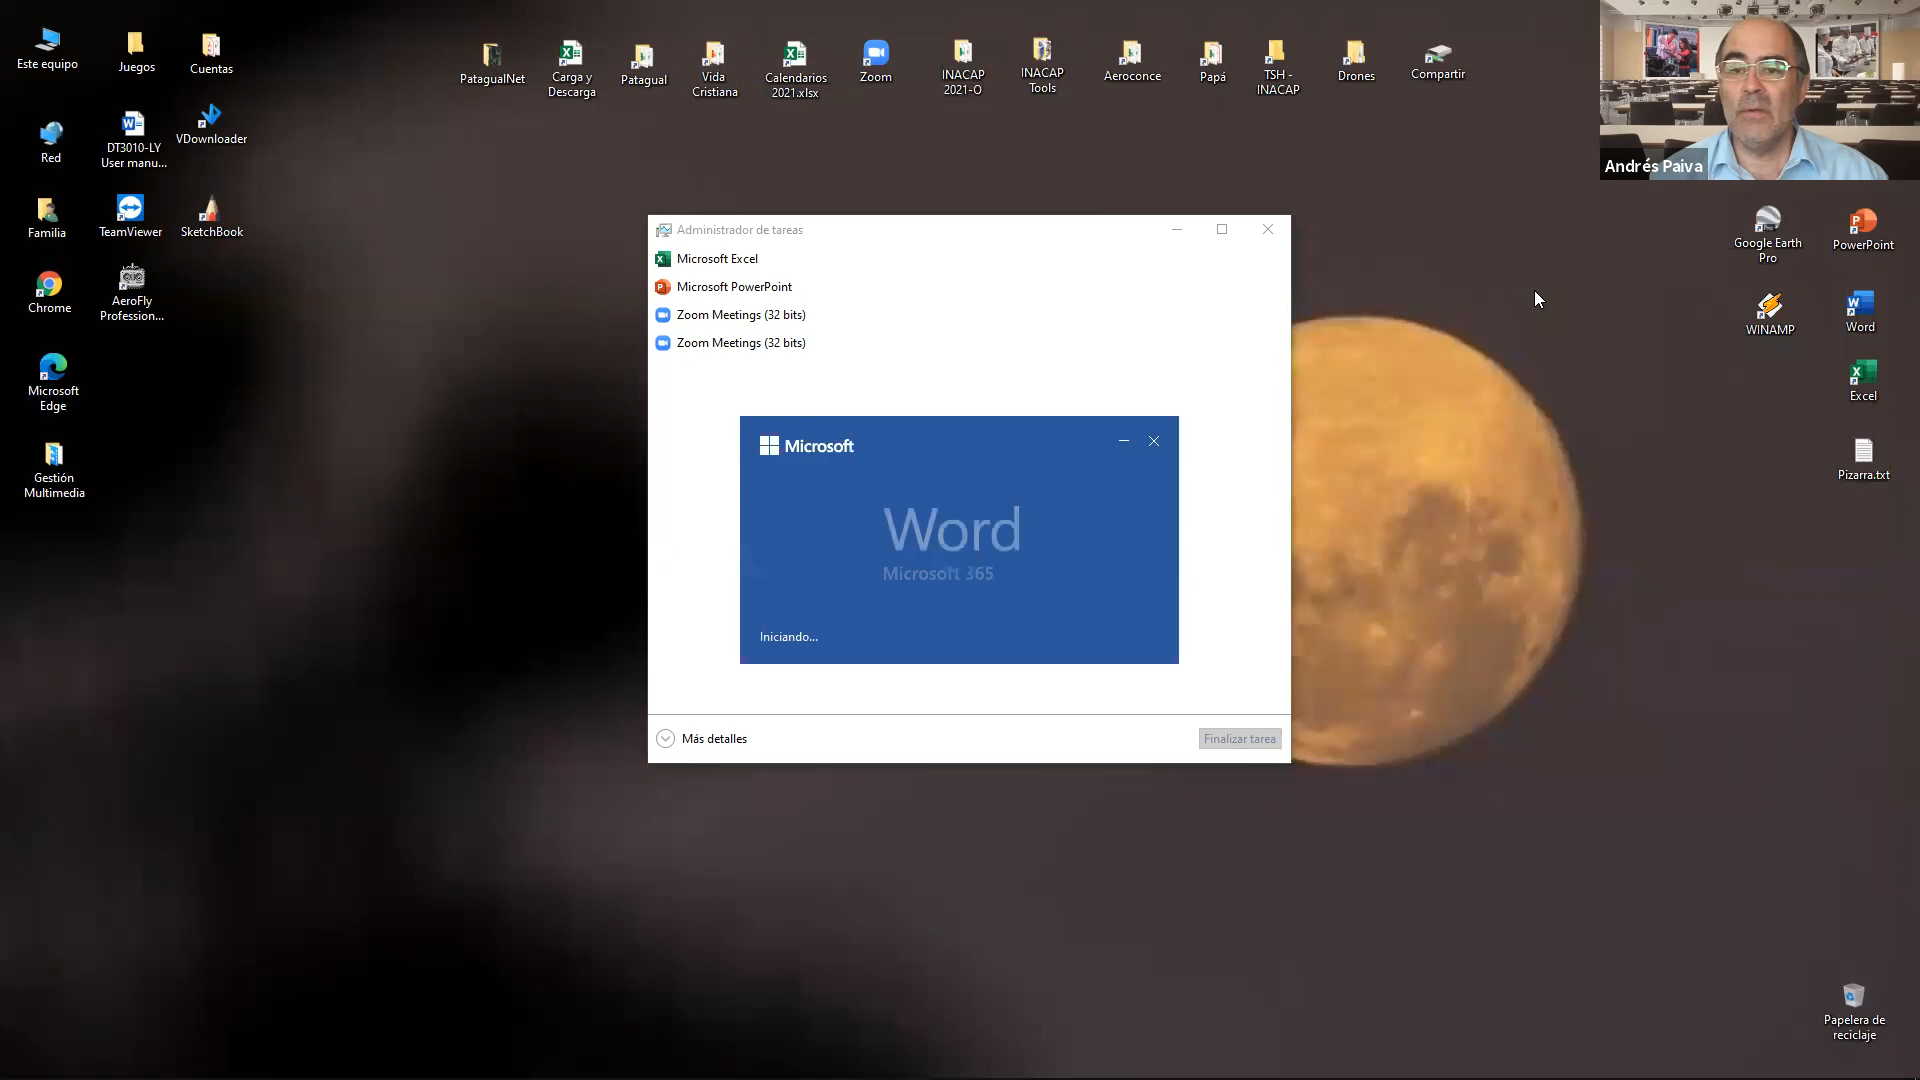 Este equipo
Juegos
Cuentas
PatagualNet
Carga y
Descarga
Patagual
Vida
Cristiana
Calendarios
2021.xlsx
Zoom
INACAP
2021-O
INACAP
Tools
Aeroconce
Papá
TSH -
INACAP
Drones
Compartir
Andrés Paiva
Red
DT3010-LY
User manu...
VDownloader
Familia
TeamViewer
SketchBook
Chrome
AeroFly
Profession...
Microsoft
Edge
Gestión
Multimedia
Google Earth
Pro
PowerPoint
WINAMP
Word
Excel
Pizarra.txt
Papelera de
reciclaje
Administrador de tareas
Microsoft Excel
Microsoft PowerPoint
Zoom Meetings (32 bits)
Zoom Meetings (32 bits)
Microsoft
Word
Microsoft 365
Iniciando...
Más detalles
Finalizar tarea